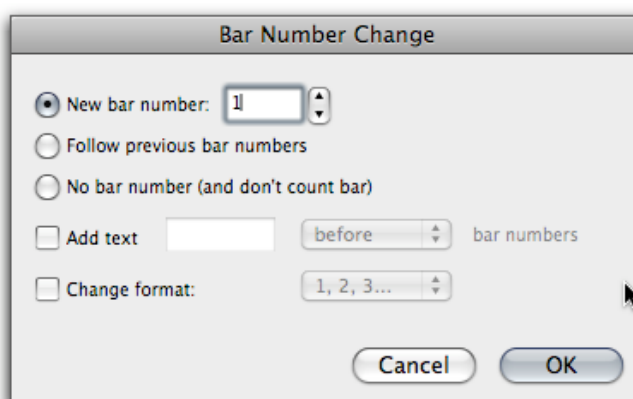 Bar Number Change
New bar number: 1
Follow previous bar numbers
No bar number (and don't count bar)
Add text before bar numbers
Change format: 1, 2, 3...
Cancel OK